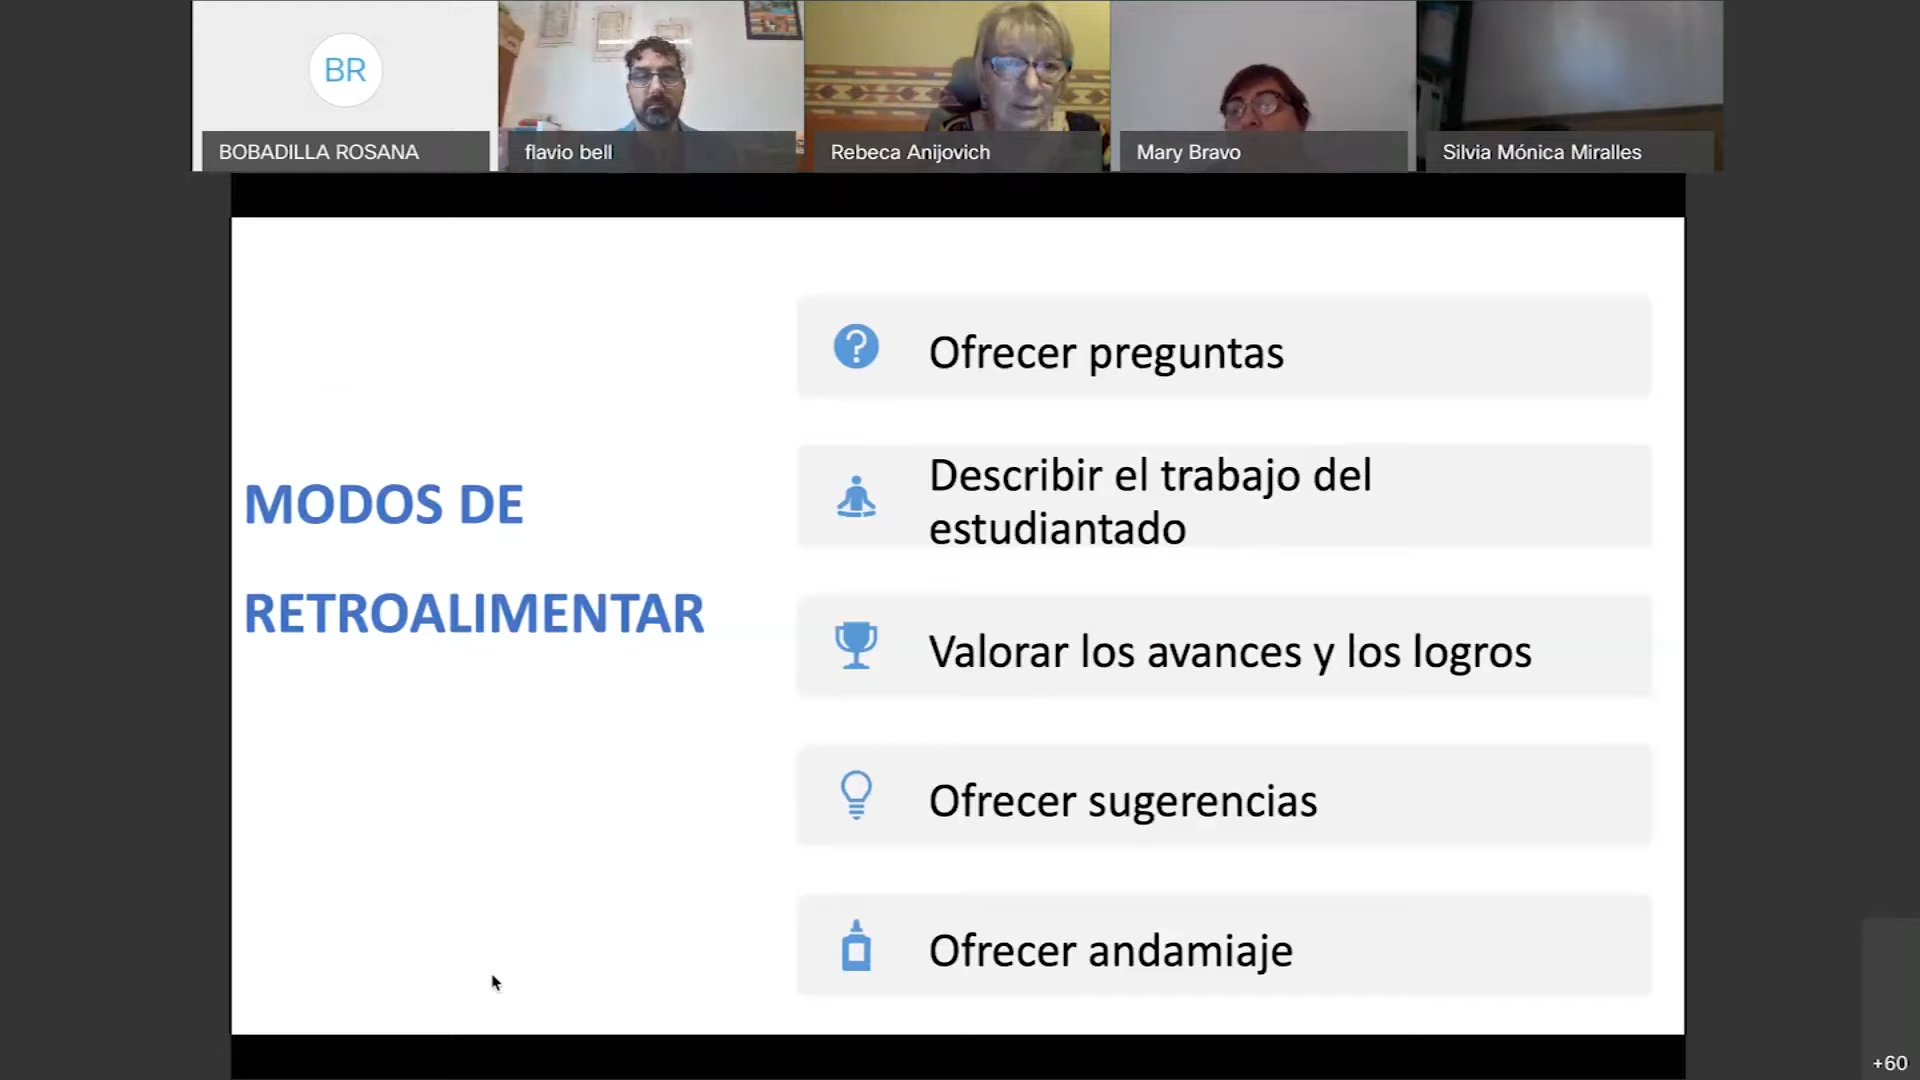 BR
BOBADILLA ROSANA
flavio bell
Rebeca Anijovich
Mary Bravo
Silvia Mónica Miralles
MODOS DE
RETROALIMENTAR
?
Ofrecer preguntas
Describir el trabajo del
estudiantado
Valorar los avances y los logros
Ofrecer sugerencias
Ofrecer andamiaje
+60